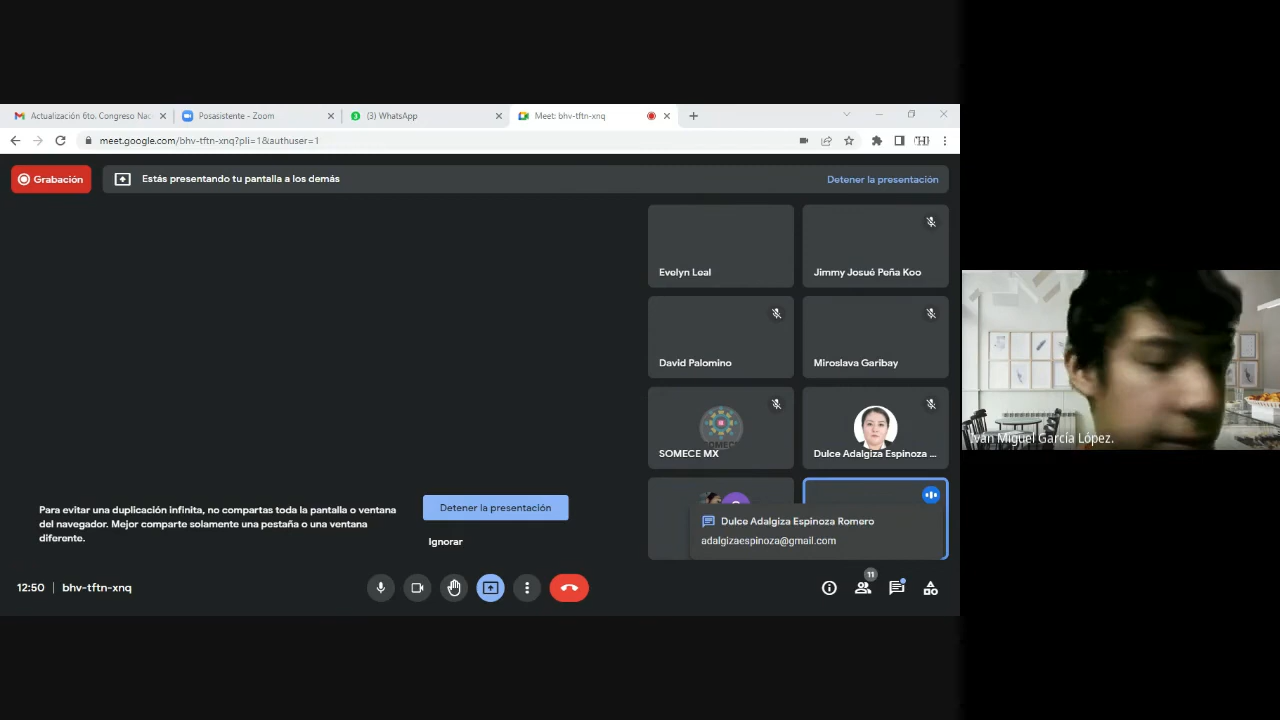 Actualización 6to. Congreso Nac
Posasistente - Zoom
(3) WhatsApp
Meet: bhv-tftn-xnq
meet.google.com/bhv-tftn-xnq?pli=1&authuser=1
Grabación
Estás presentando tu pantalla a los demás
Detener la presentación
Evelyn Leal
Jimmy Josué Peña Koo
David Palomino
Miroslava Garibay
SOMECE
SOMECE MX
Dulce Adalgiza Espinoza ...
Iván Miguel García López.
Para evitar una duplicación infinita, no compartas toda la pantalla o ventana
del navegador. Mejor comparte solamente una pestaña o una ventana
diferente.
Detener la presentación
Ignorar
Dulce Adalgiza Espinoza Romero
adalgizaespinoza@gmail.com
12:50 | bhv-tftn-xnq
11